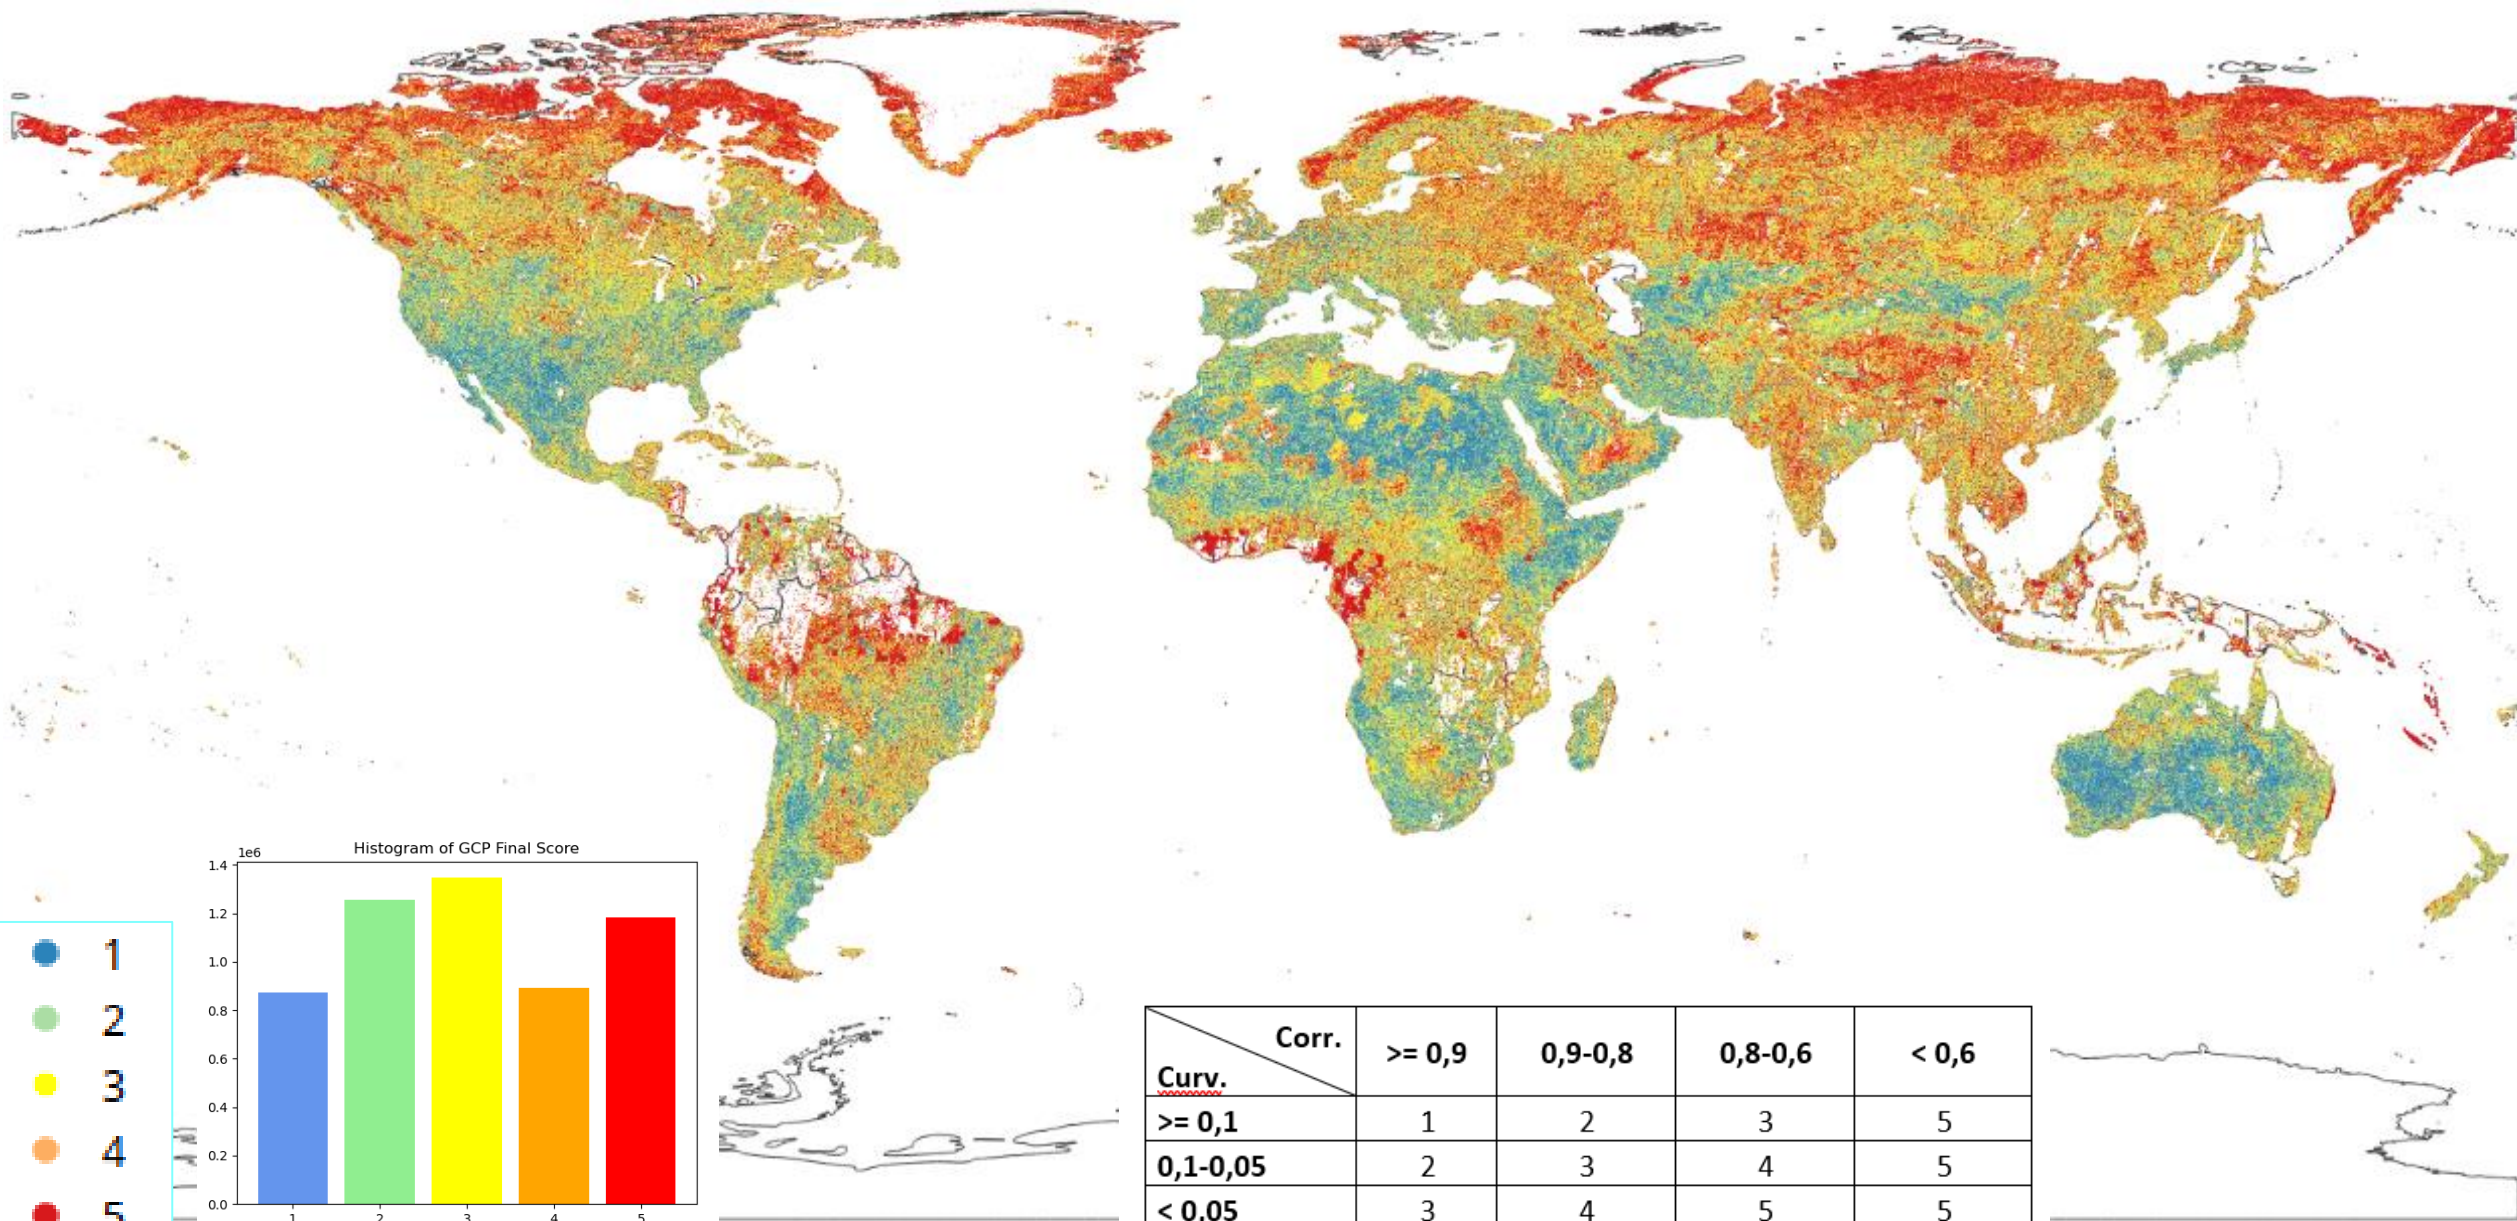 Histogram of GCP Final Score
1e6
1.4
1.2
1.0
0.8
0.6
0.4
0.2
0.0
1 2 3 4 5
1
2
3
4
5
Corr. >= 0,9 0,9-0,8 0,8-0,6 < 0,6
Curv.
>= 0,1 1 2 3 5
0,1-0,05 2 3 4 5
< 0,05 3 4 5 5